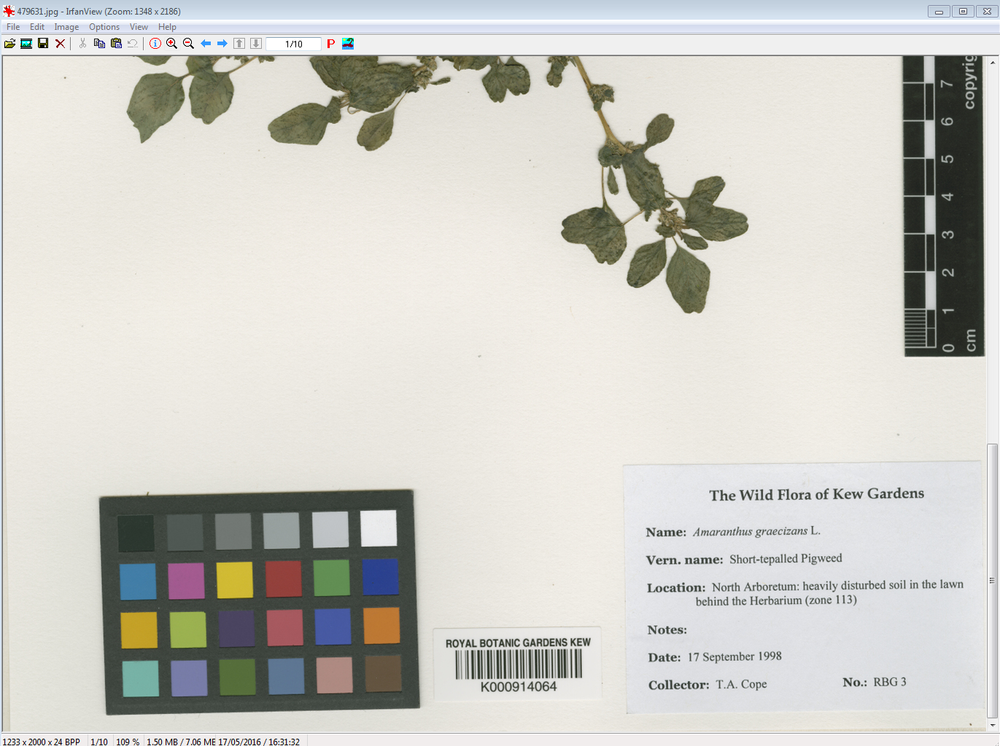 479631.jpg - IrfanView (Zoom: 1348 x 2186)
File Edit Image Options View Help
1/10 P
copyrig
7
6
5
4
3
2
1
0
cm
The Wild Flora of Kew Gardens
Name: Amaranthus graecizans L.
Vern. name: Short-tepalled Pigweed
Location: North Arboretum: heavily disturbed soil in the lawn
behind the Herbarium (zone 113)
Notes:
Date: 17 September 1998
Collector: T.A. Cope No.: RBG 3
ROYAL BOTANIC GARDENS KEW
K000914064
1233 x 2000 x 24 BPP 1/10 109 % 1.50 MB / 7.06 ME 17/05/2016 / 16:31:32